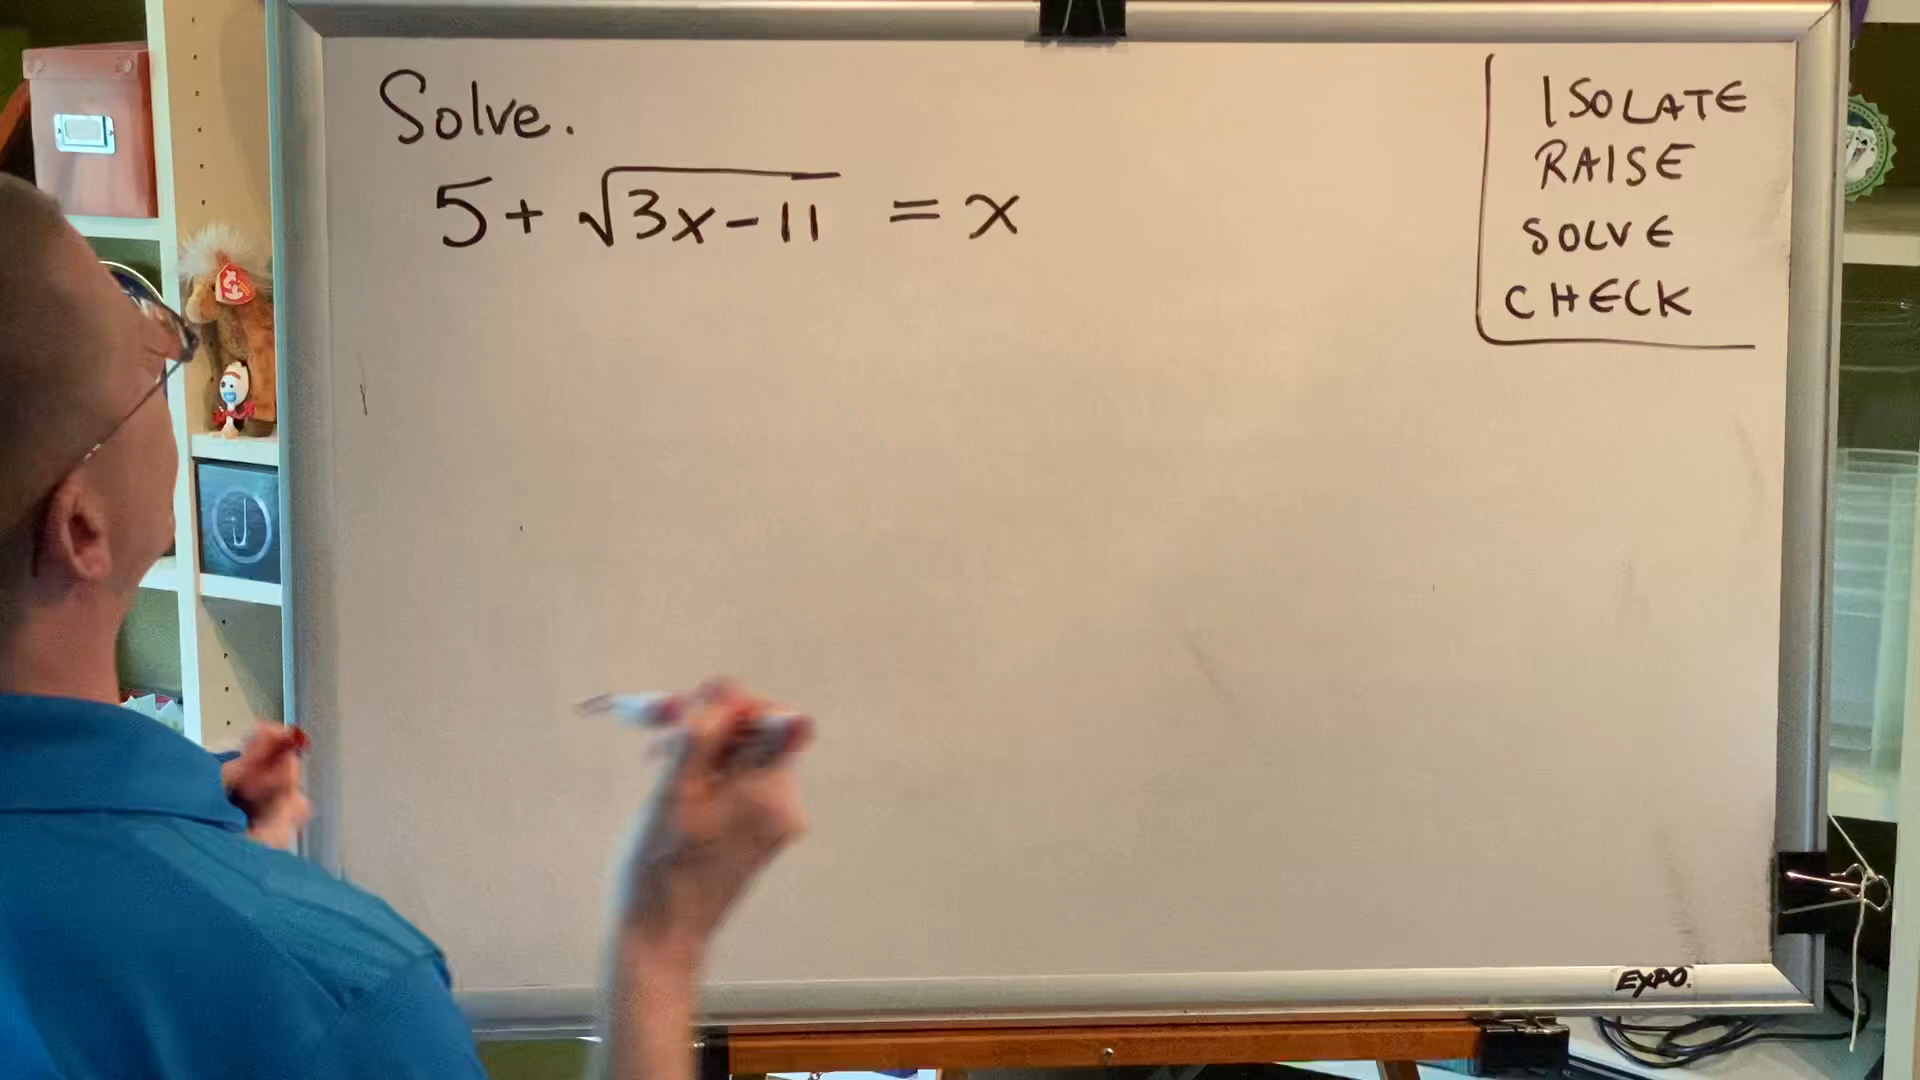 Solve.
5 + √3x-11 = x
ISOLATE
RAISE
SOLVE
CHECK
J
EXPO.